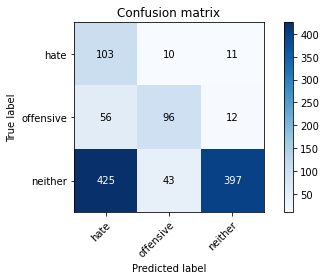 Confusion matrix
hate 103 10 11
offensive 56 96 12
neither 425 43 397
hate offensive neither
True label
Predicted label
400
350
300
250
200
150
100
50